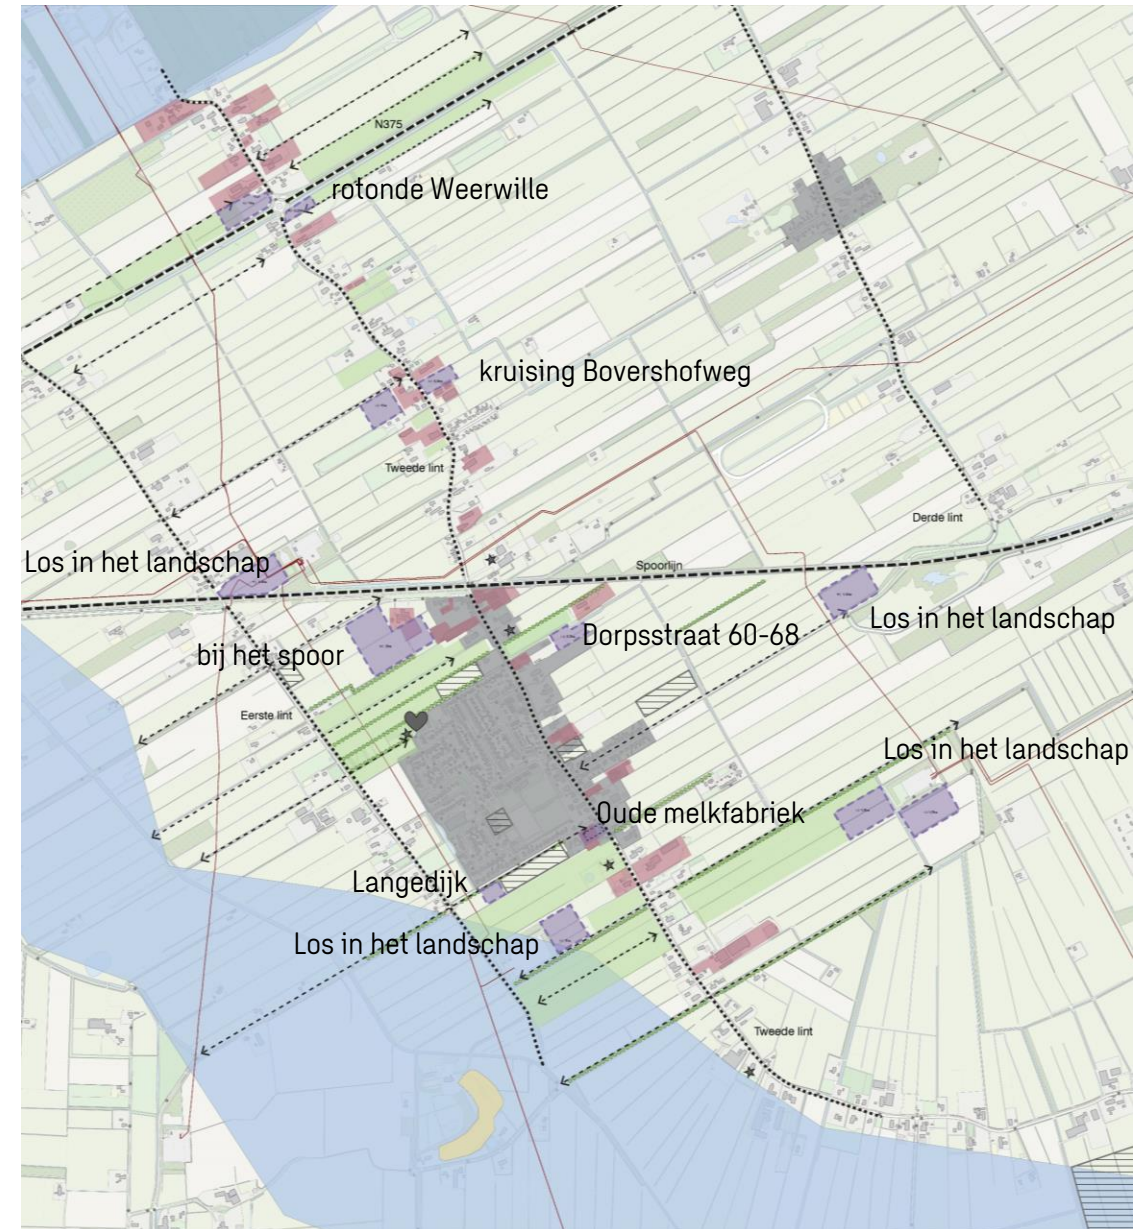 N375
rotonde Weerwille
kruising Bovershofweg
Tweede lint
Derde lint
Los in het landschap
Spoorlijn
Los in het landschap
Dorpsstraat 60-68
bij het spoor
Eerste lint
Los in het landschap
Oude melkfabriek
Langedijk
Los in het landschap
Tweede lint